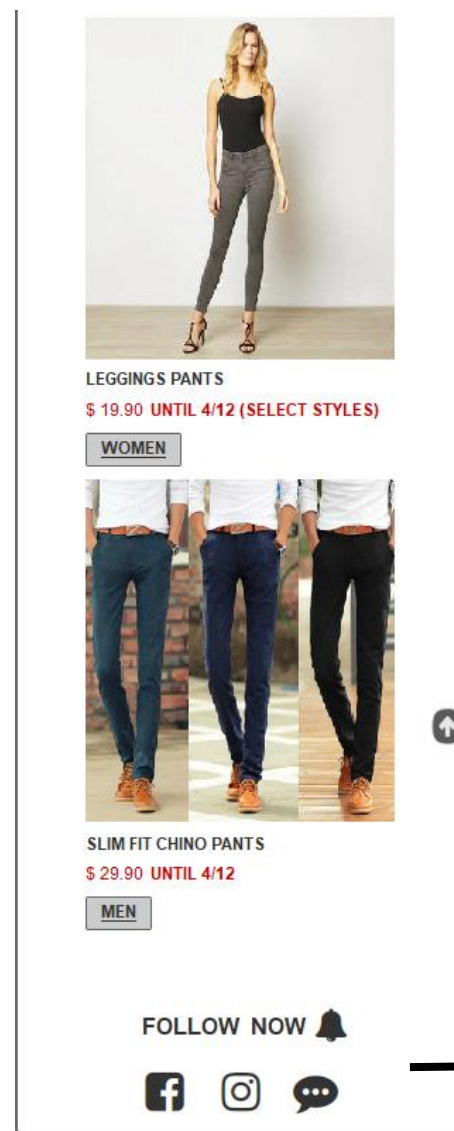 LEGGINGS PANTS
$ 19.90 UNTIL 4/12 (SELECT STYLES)
WOMEN
SLIM FIT CHINO PANTS
$ 29.90 UNTIL 4/12
MEN
FOLLOW NOW